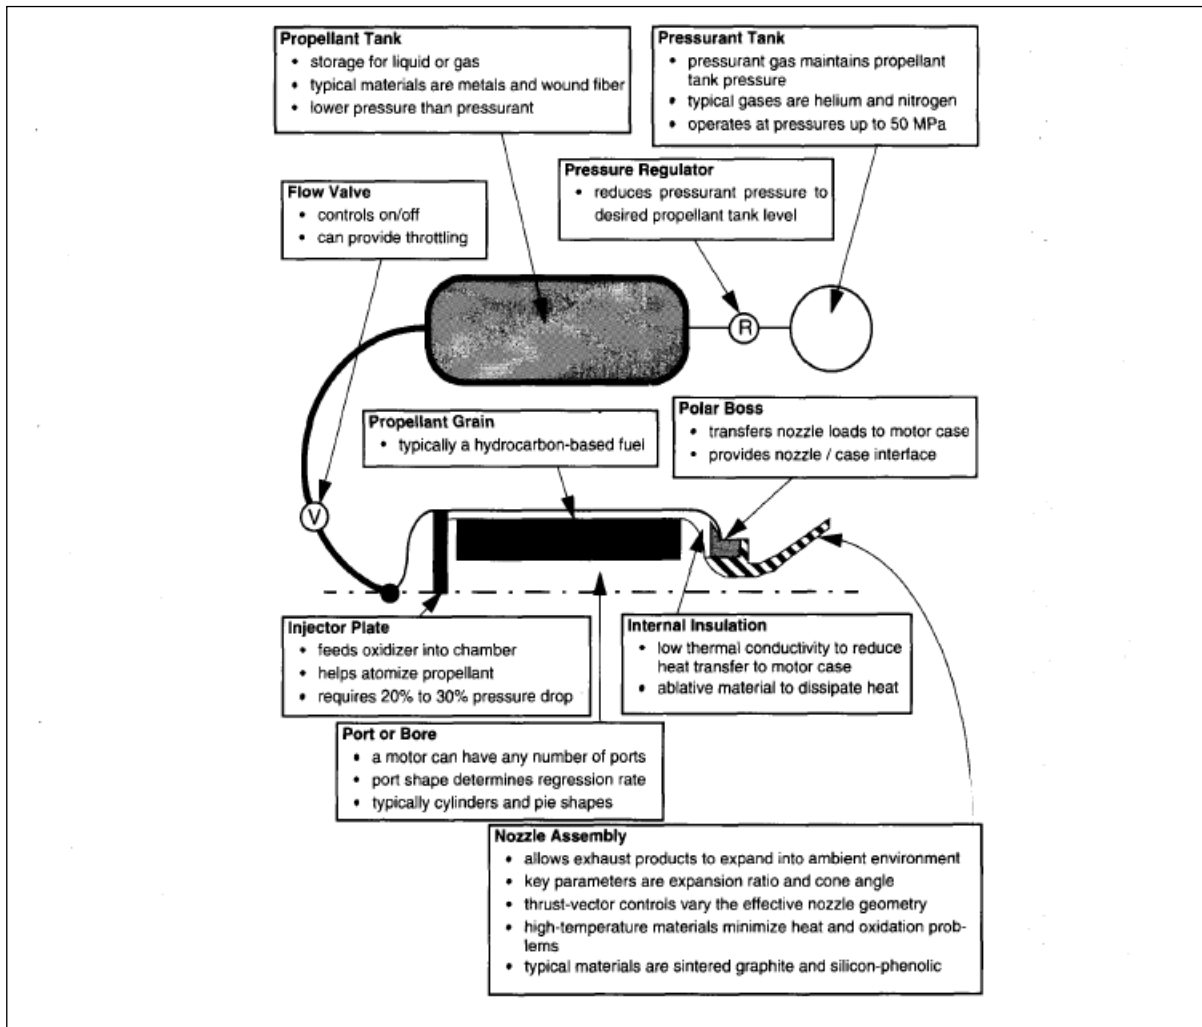 Propellant Tank
• storage for liquid or gas
• typical materials are metals and wound fiber
• lower pressure than pressurant
Pressurant Tank
• pressurant gas maintains propellant
tank pressure
• typical gases are helium and nitrogen
• operates at pressures up to 50 MPa
Pressure Regulator
• reduces pressurant pressure to
desired propellant tank level
Flow Valve
• controls on/off
• can provide throttling
R
Propellant Grain
• typically a hydrocarbon-based fuel
Polar Boss
• transfers nozzle loads to motor case
• provides nozzle / case interface
V
Injector Plate
• feeds oxidizer into chamber
• helps atomize propellant
• requires 20% to 30% pressure drop
Internal Insulation
• low thermal conductivity to reduce
heat transfer to motor case
• ablative material to dissipate heat
Port or Bore
• a motor can have any number of ports
• port shape determines regression rate
• typically cylinders and pie shapes
Nozzle Assembly
• allows exhaust products to expand into ambient environment
• key parameters are expansion ratio and cone angle
• thrust-vector controls vary the effective nozzle geometry
• high-temperature materials minimize heat and oxidation prob-
lems
• typical materials are sintered graphite and silicon-phenolic